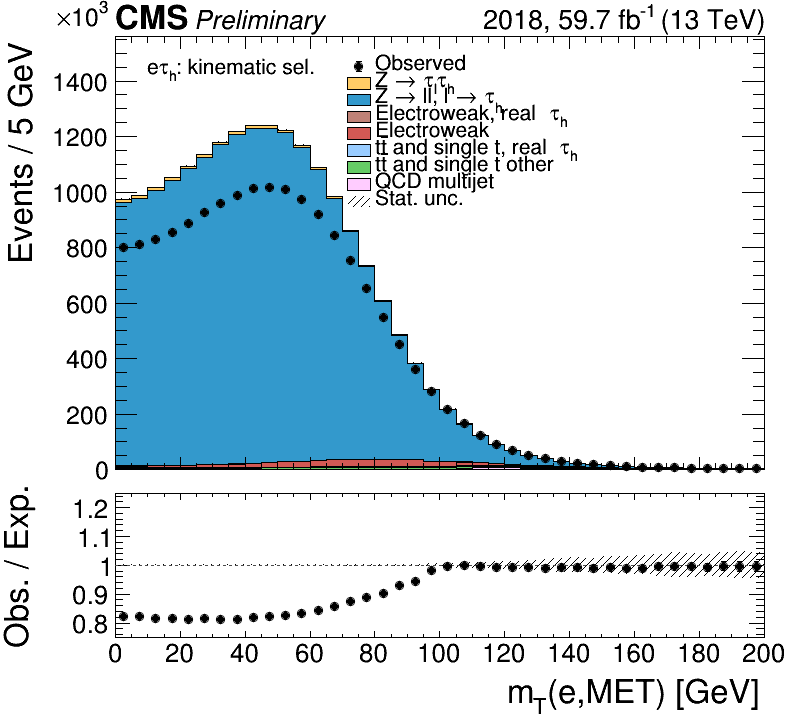 ×10³ CMS Preliminary 2018, 59.7 fb⁻¹ (13 TeV)
eτₕ: kinematic sel.
Observed
Z → τₗτₕ
Z → ll, l → τₕ
Electroweak, real τₕ
Electroweak
tt and single t, real τₕ
tt and single t other
QCD multijet
Stat. unc.
Events / 5 GeV
1400
1200
1000
800
600
400
200
0
Obs. / Exp.
1.2
1.1
1
0.9
0.8
0 20 40 60 80 100 120 140 160 180 200
m_T(e,MET) [GeV]